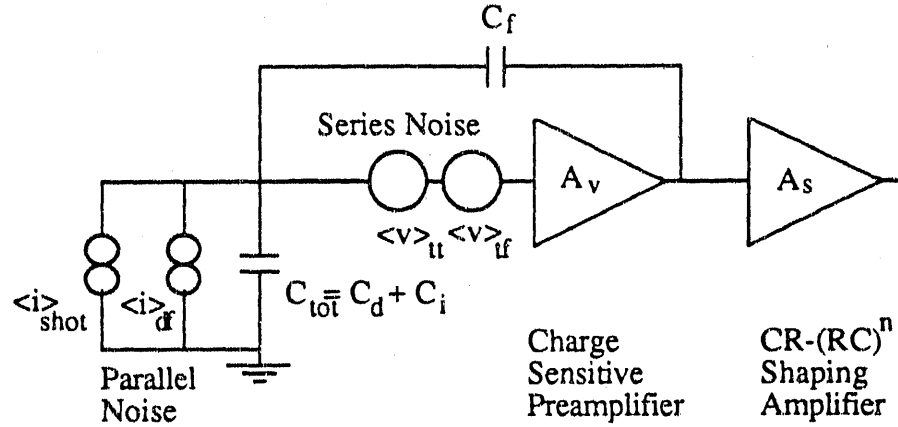 C_f
Series Noise
A_v
A_s
<v>_tt <v>_tf
<i>_shot
<i>_df
C_tot = C_d + C_i
Parallel
Noise
Charge
Sensitive
Preamplifier
CR-(RC)^n
Shaping
Amplifier